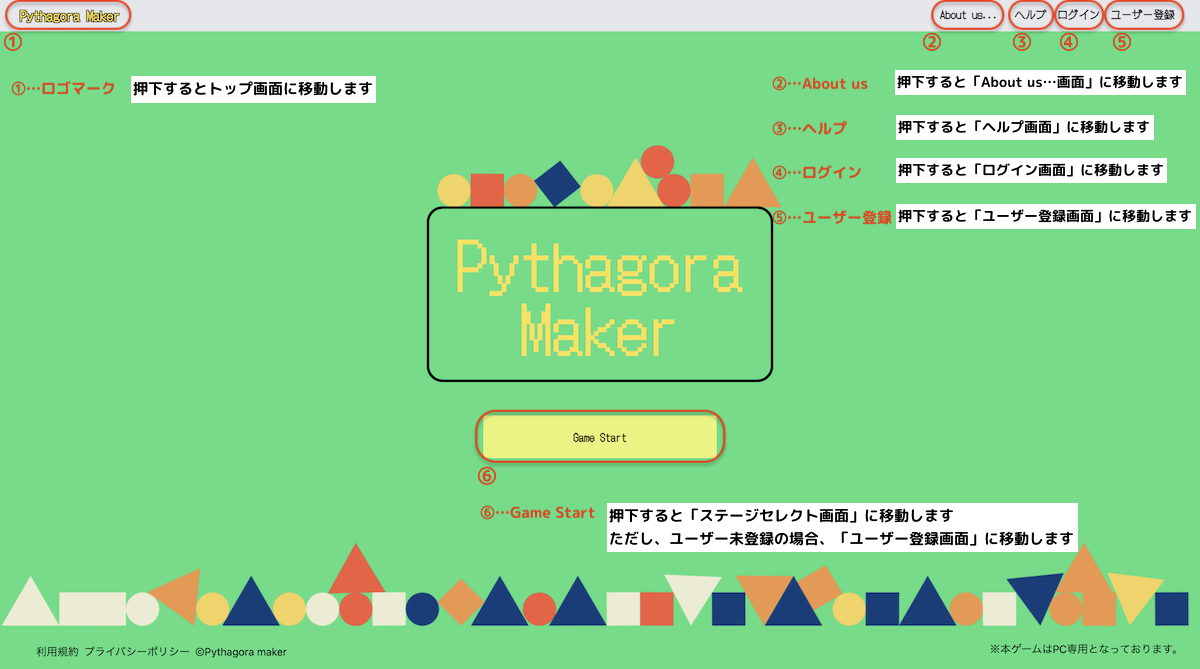 Pythagora Maker
About us...
ヘルプ
ログイン
ユーザー登録
①
②
③
④
⑤
①…ロゴマーク
押下するとトップ画面に移動します
②…About us
押下すると「About us…画面」に移動します
③…ヘルプ
押下すると「ヘルプ画面」に移動します
④…ログイン
押下すると「ログイン画面」に移動します
⑤…ユーザー登録
押下すると「ユーザー登録画面」に移動します
Pythagora
Maker
Game Start
⑥
⑥…Game Start
押下すると「ステージセレクト画面」に移動します
ただし、ユーザー未登録の場合、「ユーザー登録画面」に移動します
利用規約 プライバシーポリシー ©Pythagora maker
※本ゲームはPC専用となっております。